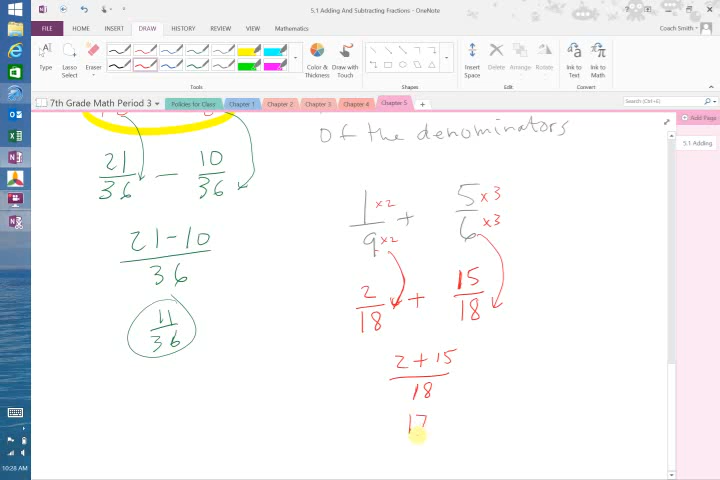 5.1 Adding And Subtracting Fractions - OneNote
FILE HOME INSERT DRAW HISTORY REVIEW VIEW Mathematics
Coach Smith
Type
Lasso Select
Eraser
Color & Thickness
Draw with Touch
Insert Space
Delete
Arrange
Rotate
Ink to Text
Ink to Math
Tools Shapes Edit Convert
7th Grade Math Period 3 Policies for Class Chapter 1 Chapter 2 Chapter 3 Chapter 4 Chapter 5 +
Search (Ctrl+E)
Add Page
5.1 Adding
of the denominators
21/36 - 10/36
21-10/36
11/36
1 ×2/9 ×2 + 5 ×3/6 ×3
2/18 + 15/18
2+15/18
17
10:28 AM